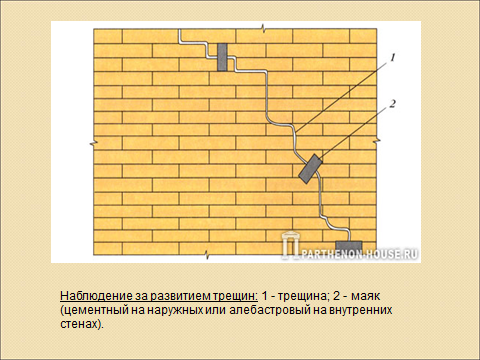 1
2
PARTHENON-HOUSE.RU
Наблюдение за развитием трещин: 1 - трещина; 2 - маяк
(цементный на наружных или алебастровый на внутренних
стенах).